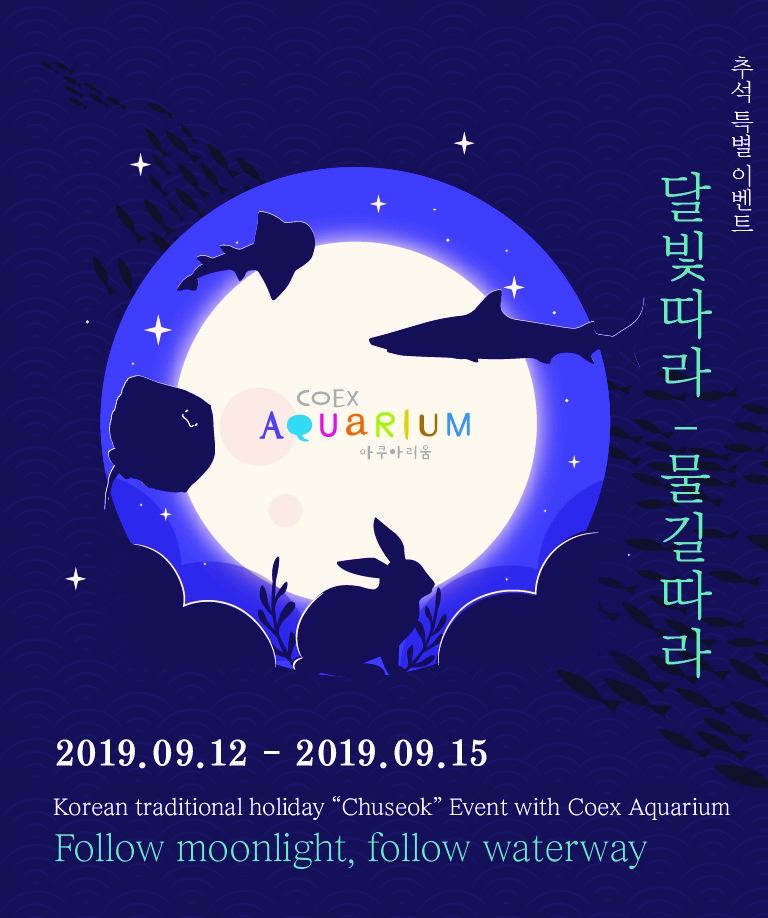 추석 특별 이벤트
달빛따라 - 물길따라
COEX
AQUARIUM
아쿠아리움
2019.09.12 - 2019.09.15
Korean traditional holiday “Chuseok” Event with Coex Aquarium
Follow moonlight, follow waterway